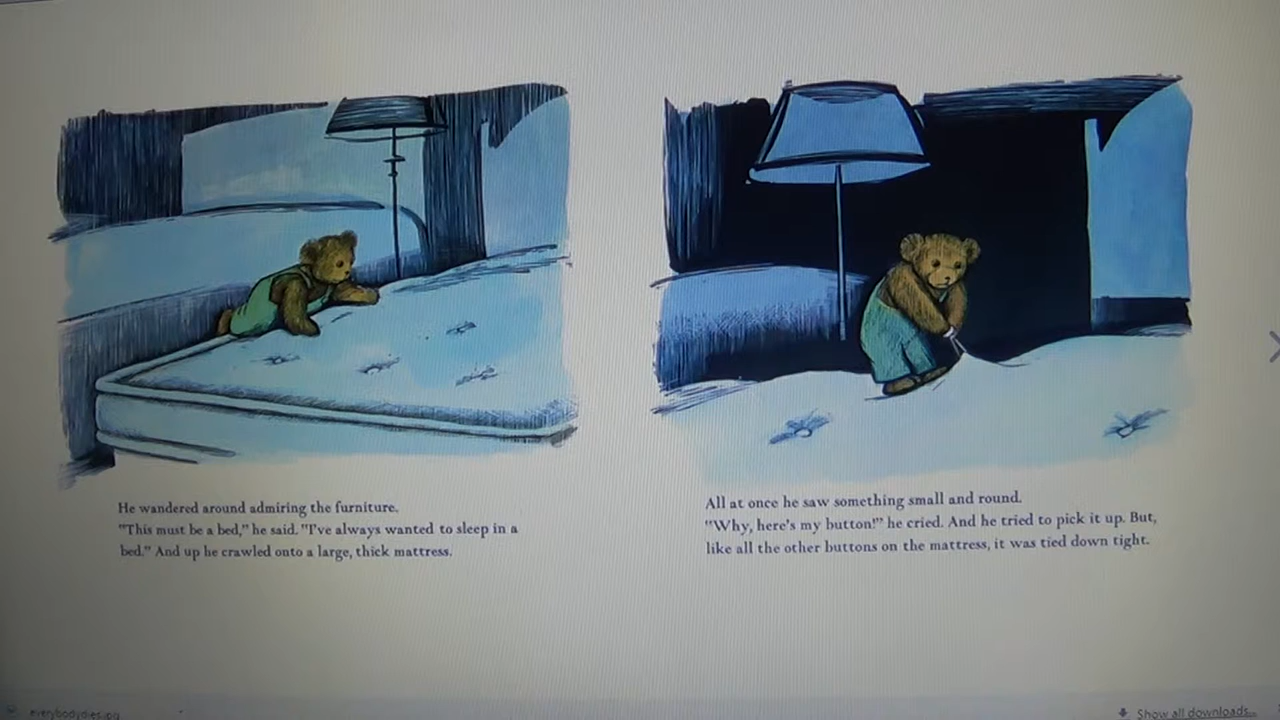 He wandered around admiring the furniture.
"This must be a bed," he said. "I've always wanted to sleep in a
bed." And up he crawled onto a large, thick mattress.
All at once he saw something small and round.
"Why, here's my button!" he cried. And he tried to pick it up. But,
like all the other buttons on the mattress, it was tied down tight.
everybodydies.jpg
Show all downloads...